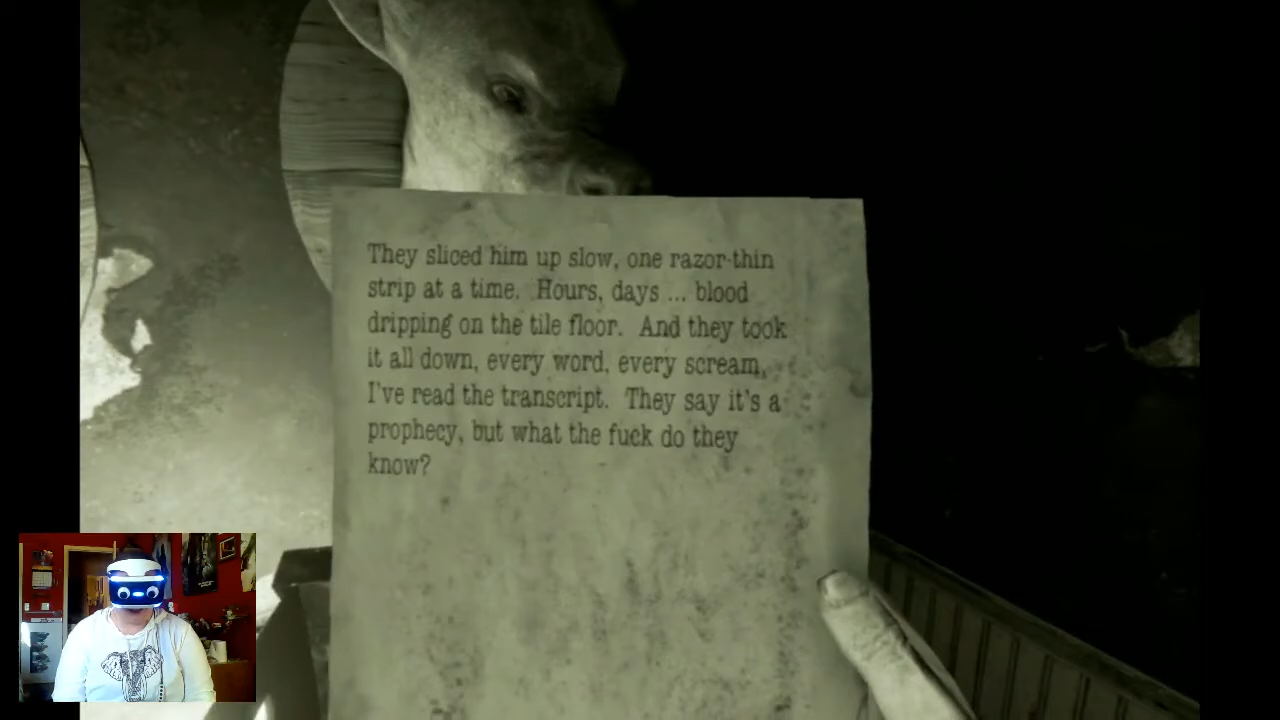 They sliced him up slow, one razor-thin
strip at a time. Hours, days ... blood
dripping on the tile floor. And they took
it all down, every word, every scream,
I've read the transcript. They say it's a
prophecy, but what the fuck do they
know?